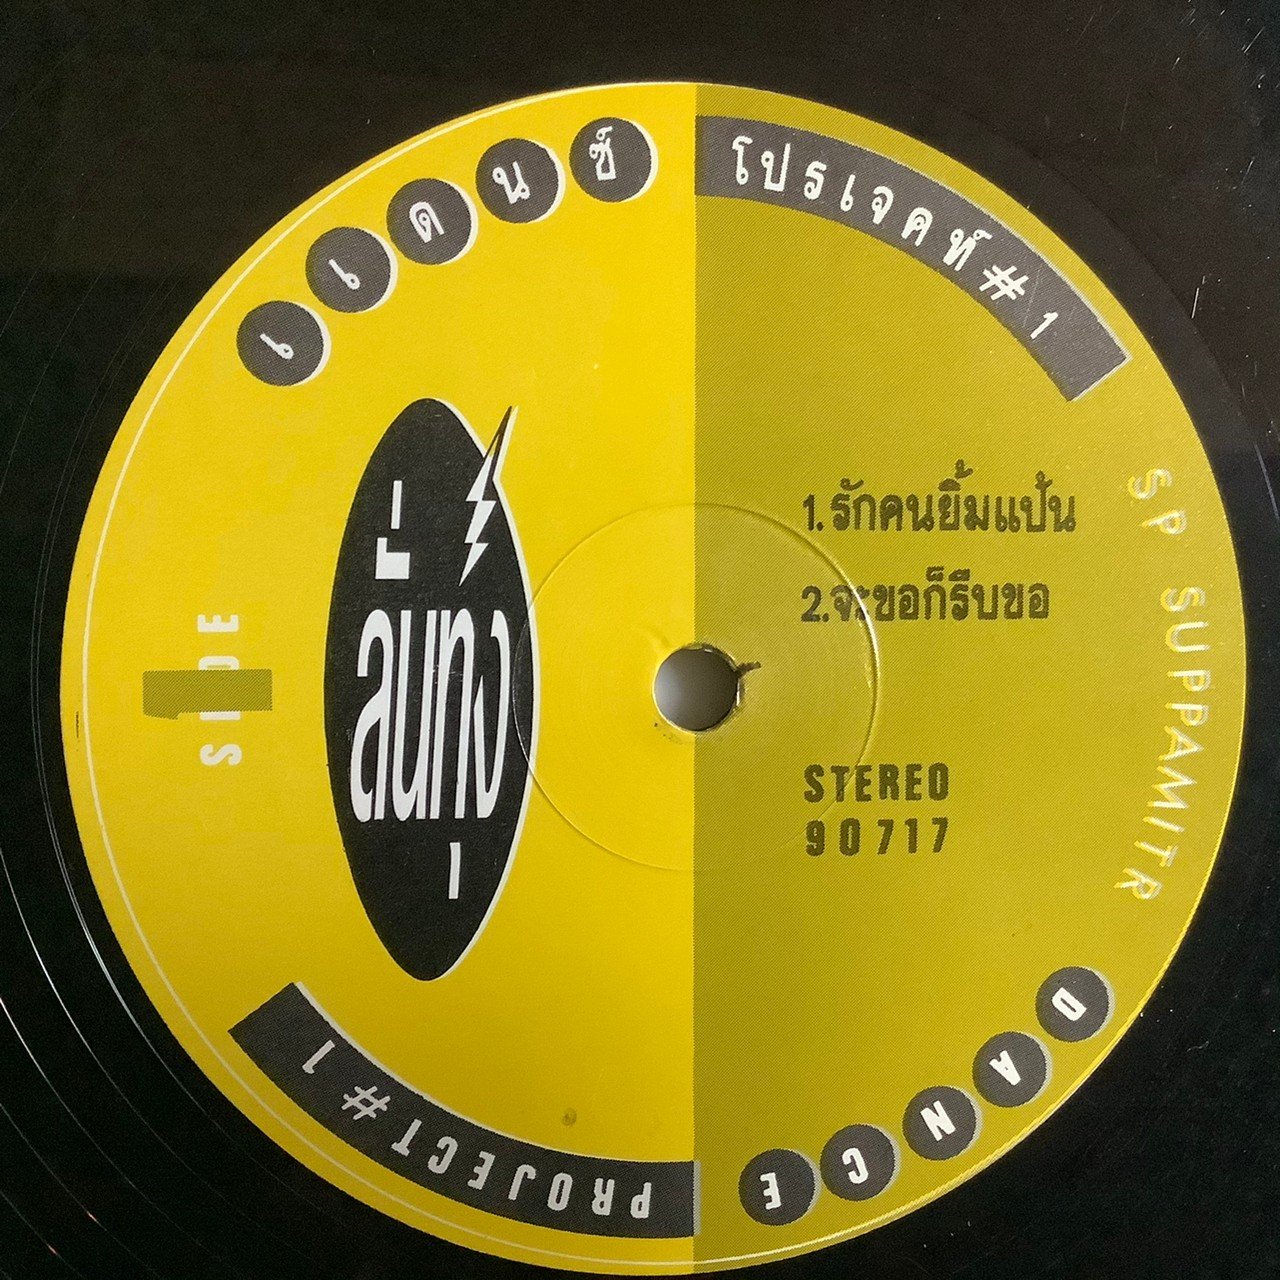 แดนซ์
โปรเจคท์#1
ลั่นทุ่ง
SIDE
1.รักคนยิ้มแป้น
2.จะขอก็รีบขอ
STEREO
90717
SP SUPPAMITR
DANCE
PROJECT#1